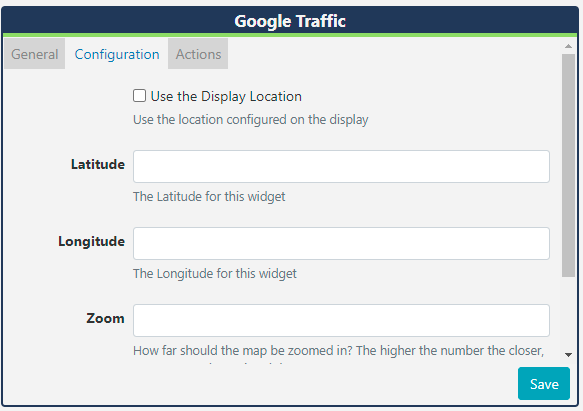 Google Traffic
General Configuration Actions
Use the Display Location
Use the location configured on the display
Latitude
The Latitude for this widget
Longitude
The Longitude for this widget
Zoom
How far should the map be zoomed in? The higher the number the closer,
Save